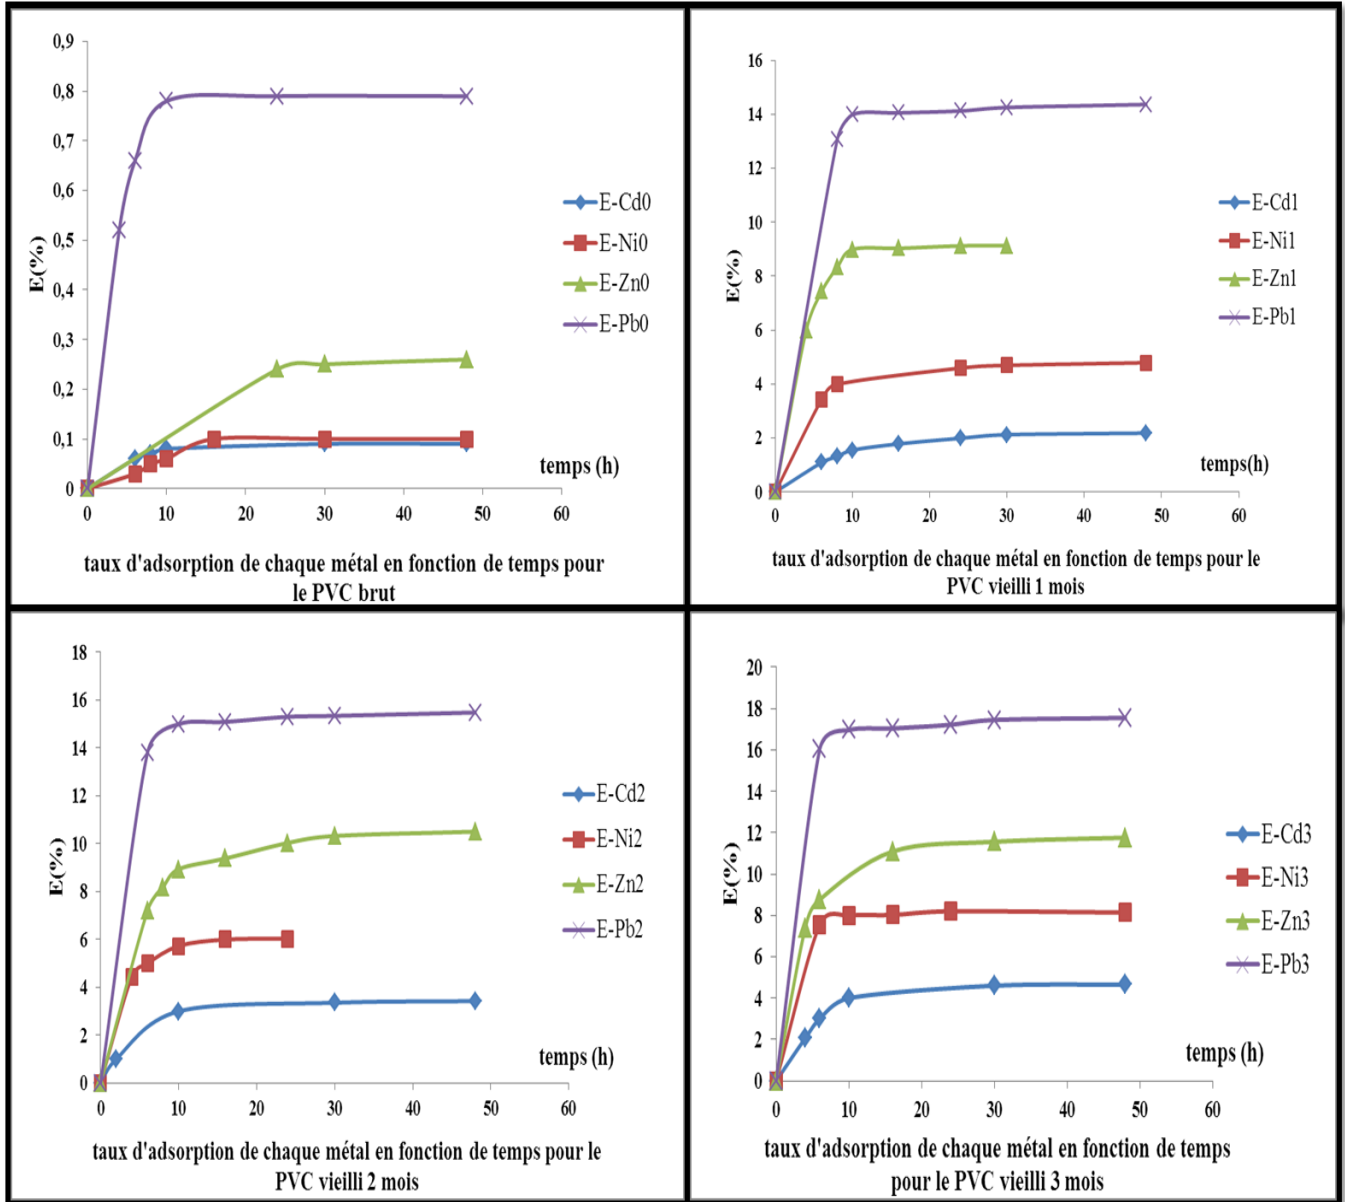 0,9
0,8
0,7
0,6
0,5
0,4
0,3
0,2
0,1
0
E(%)
0 10 20 30 40 50 60
temps (h)
E-Cd0
E-Ni0
E-Zn0
E-Pb0
taux d'adsorption de chaque métal en fonction de temps pour
le PVC brut
16
14
12
10
8
6
4
2
0
E(%)
0 10 20 30 40 50 60
temps(h)
E-Cd1
E-Ni1
E-Zn1
E-Pb1
taux d'adsorption de chaque métal en fonction de temps pour le
PVC vieilli 1 mois
18
16
14
12
10
8
6
4
2
0
E(%)
0 10 20 30 40 50 60
temps (h)
E-Cd2
E-Ni2
E-Zn2
E-Pb2
taux d'adsorption de chaque métal en fonction de temps pour le
PVC vieilli 2 mois
20
18
16
14
12
10
8
6
4
2
0
E(%)
0 10 20 30 40 50 60
temps (h)
E-Cd3
E-Ni3
E-Zn3
E-Pb3
taux d'adsorption de chaque métal en fonction de temps
pour le PVC vieilli 3 mois